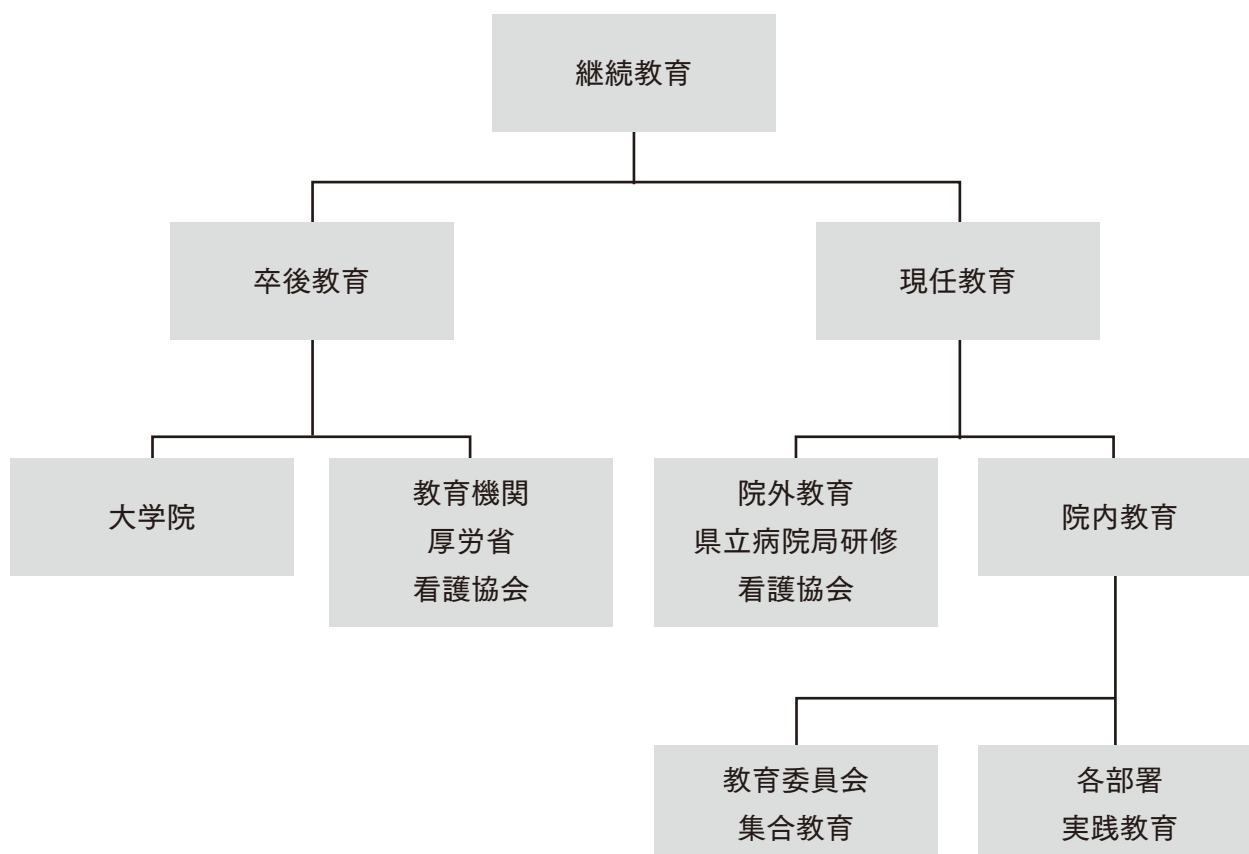 継続教育
卒後教育
現任教育
大学院
教育機関
厚労省
看護協会
院外教育
県立病院局研修
看護協会
院内教育
教育委員会
集合教育
各部署
実践教育